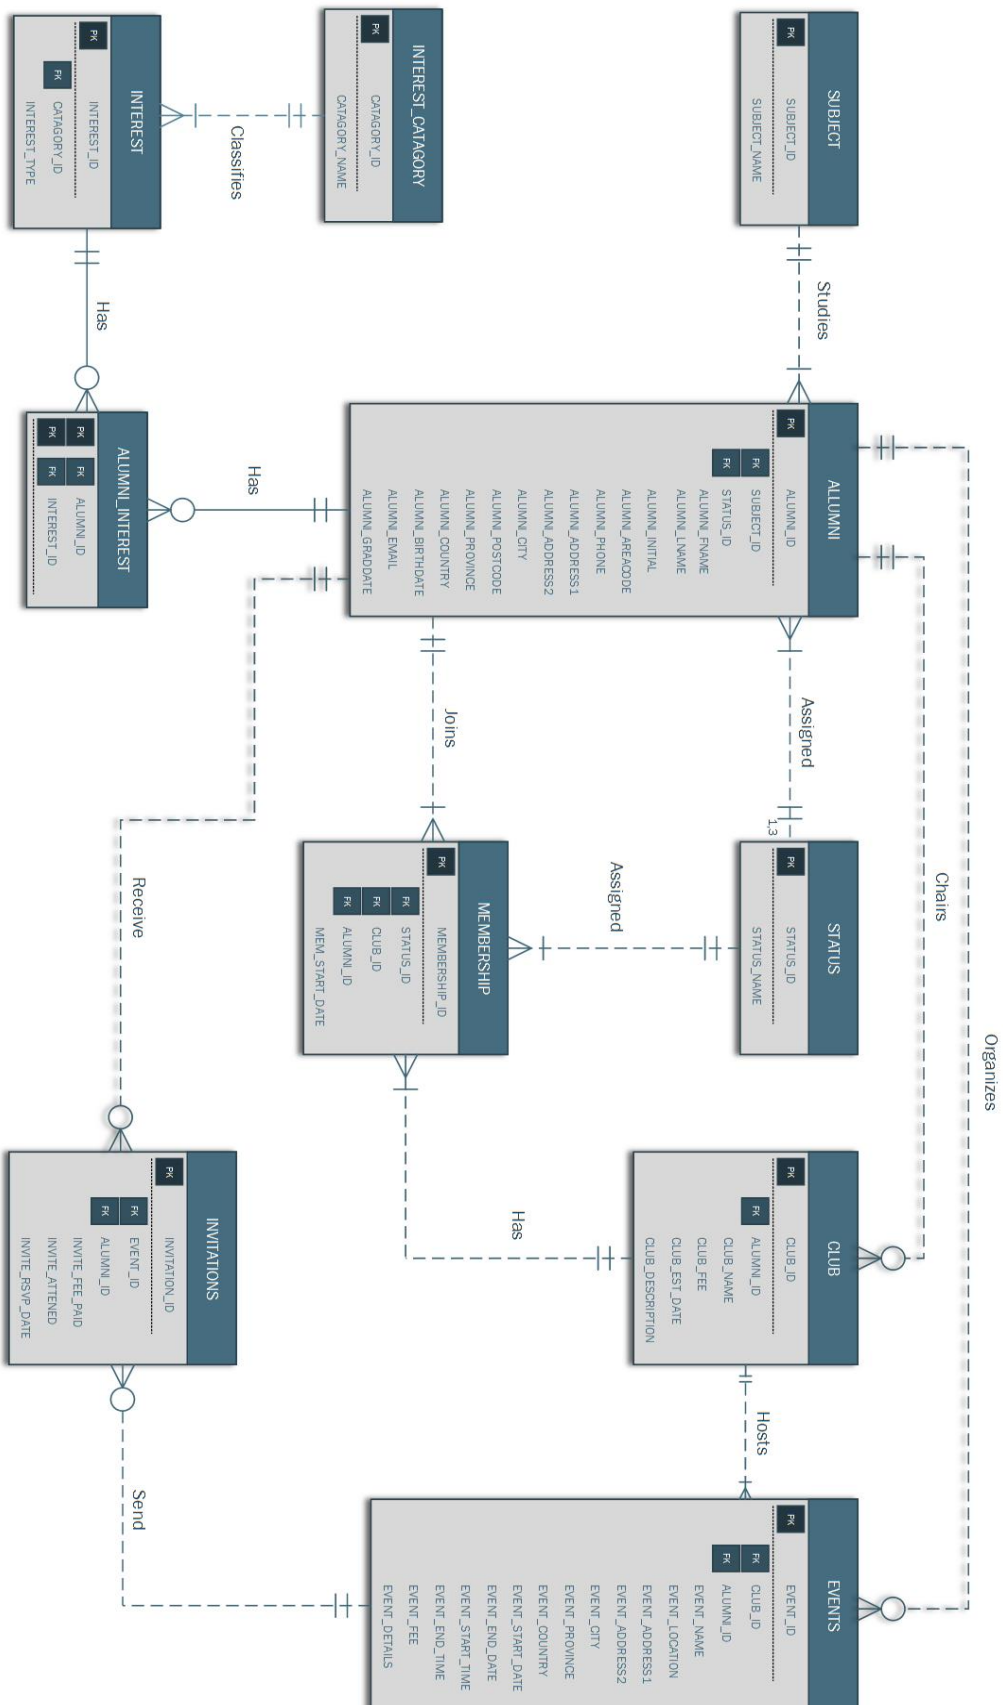 SUBJECT
PK SUBJECT_ID
SUBJECT_NAME
INTEREST_CATAGORY
PK CATAGORY_ID
CATAGORY_NAME
Classifies
INTEREST
PK INTEREST_ID
FK CATAGORY_ID
INTEREST_TYPE
Studies
Has
ALLUMNI
PK ALUMNI_ID
FK SUBJECT_ID
FK STATUS_ID
ALUMNI_FNAME
ALUMNI_LNAME
ALUMNI_INITIAL
ALUMNI_AREACODE
ALUMNI_PHONE
ALUMNI_ADDRESS1
ALUMNI_ADDRESS2
ALUMNI_CITY
ALUMNI_POSTCODE
ALUMNI_PROVINCE
ALUMNI_COUNTRY
ALUMNI_BIRTHDATE
ALUMNI_EMAIL
ALUMNI_GRADDATE
Has
ALUMNI_INTEREST
PK FK ALUMNI_ID
PK FK INTEREST_ID
Organizes
Chairs
Assigned
Joins
Receive
1,3
STATUS
PK STATUS_ID
STATUS_NAME
Assigned
MEMBERSHIP
PK MEMBERSHIP_ID
FK STATUS_ID
FK CLUB_ID
FK ALUMNI_ID
MEM_START_DATE
Has
CLUB
PK CLUB_ID
FK ALUMNI_ID
CLUB_NAME
CLUB_FEE
CLUB_EST_DATE
CLUB_DESCRIPTION
INVITATIONS
PK INVITATION_ID
FK EVENT_ID
FK ALUMNI_ID
INVITE_FEE_PAID
INVITE_ATTENED
INVITE_RSVP_DATE
Hosts
Send
EVENTS
PK EVENT_ID
FK CLUB_ID
FK ALUMNI_ID
EVENT_NAME
EVENT_LOCATION
EVENT_ADDRESS1
EVENT_ADDRESS2
EVENT_CITY
EVENT_PROVINCE
EVENT_COUNTRY
EVENT_START_DATE
EVENT_END_DATE
EVENT_START_TIME
EVENT_END_TIME
EVENT_FEE
EVENT_DETAILS